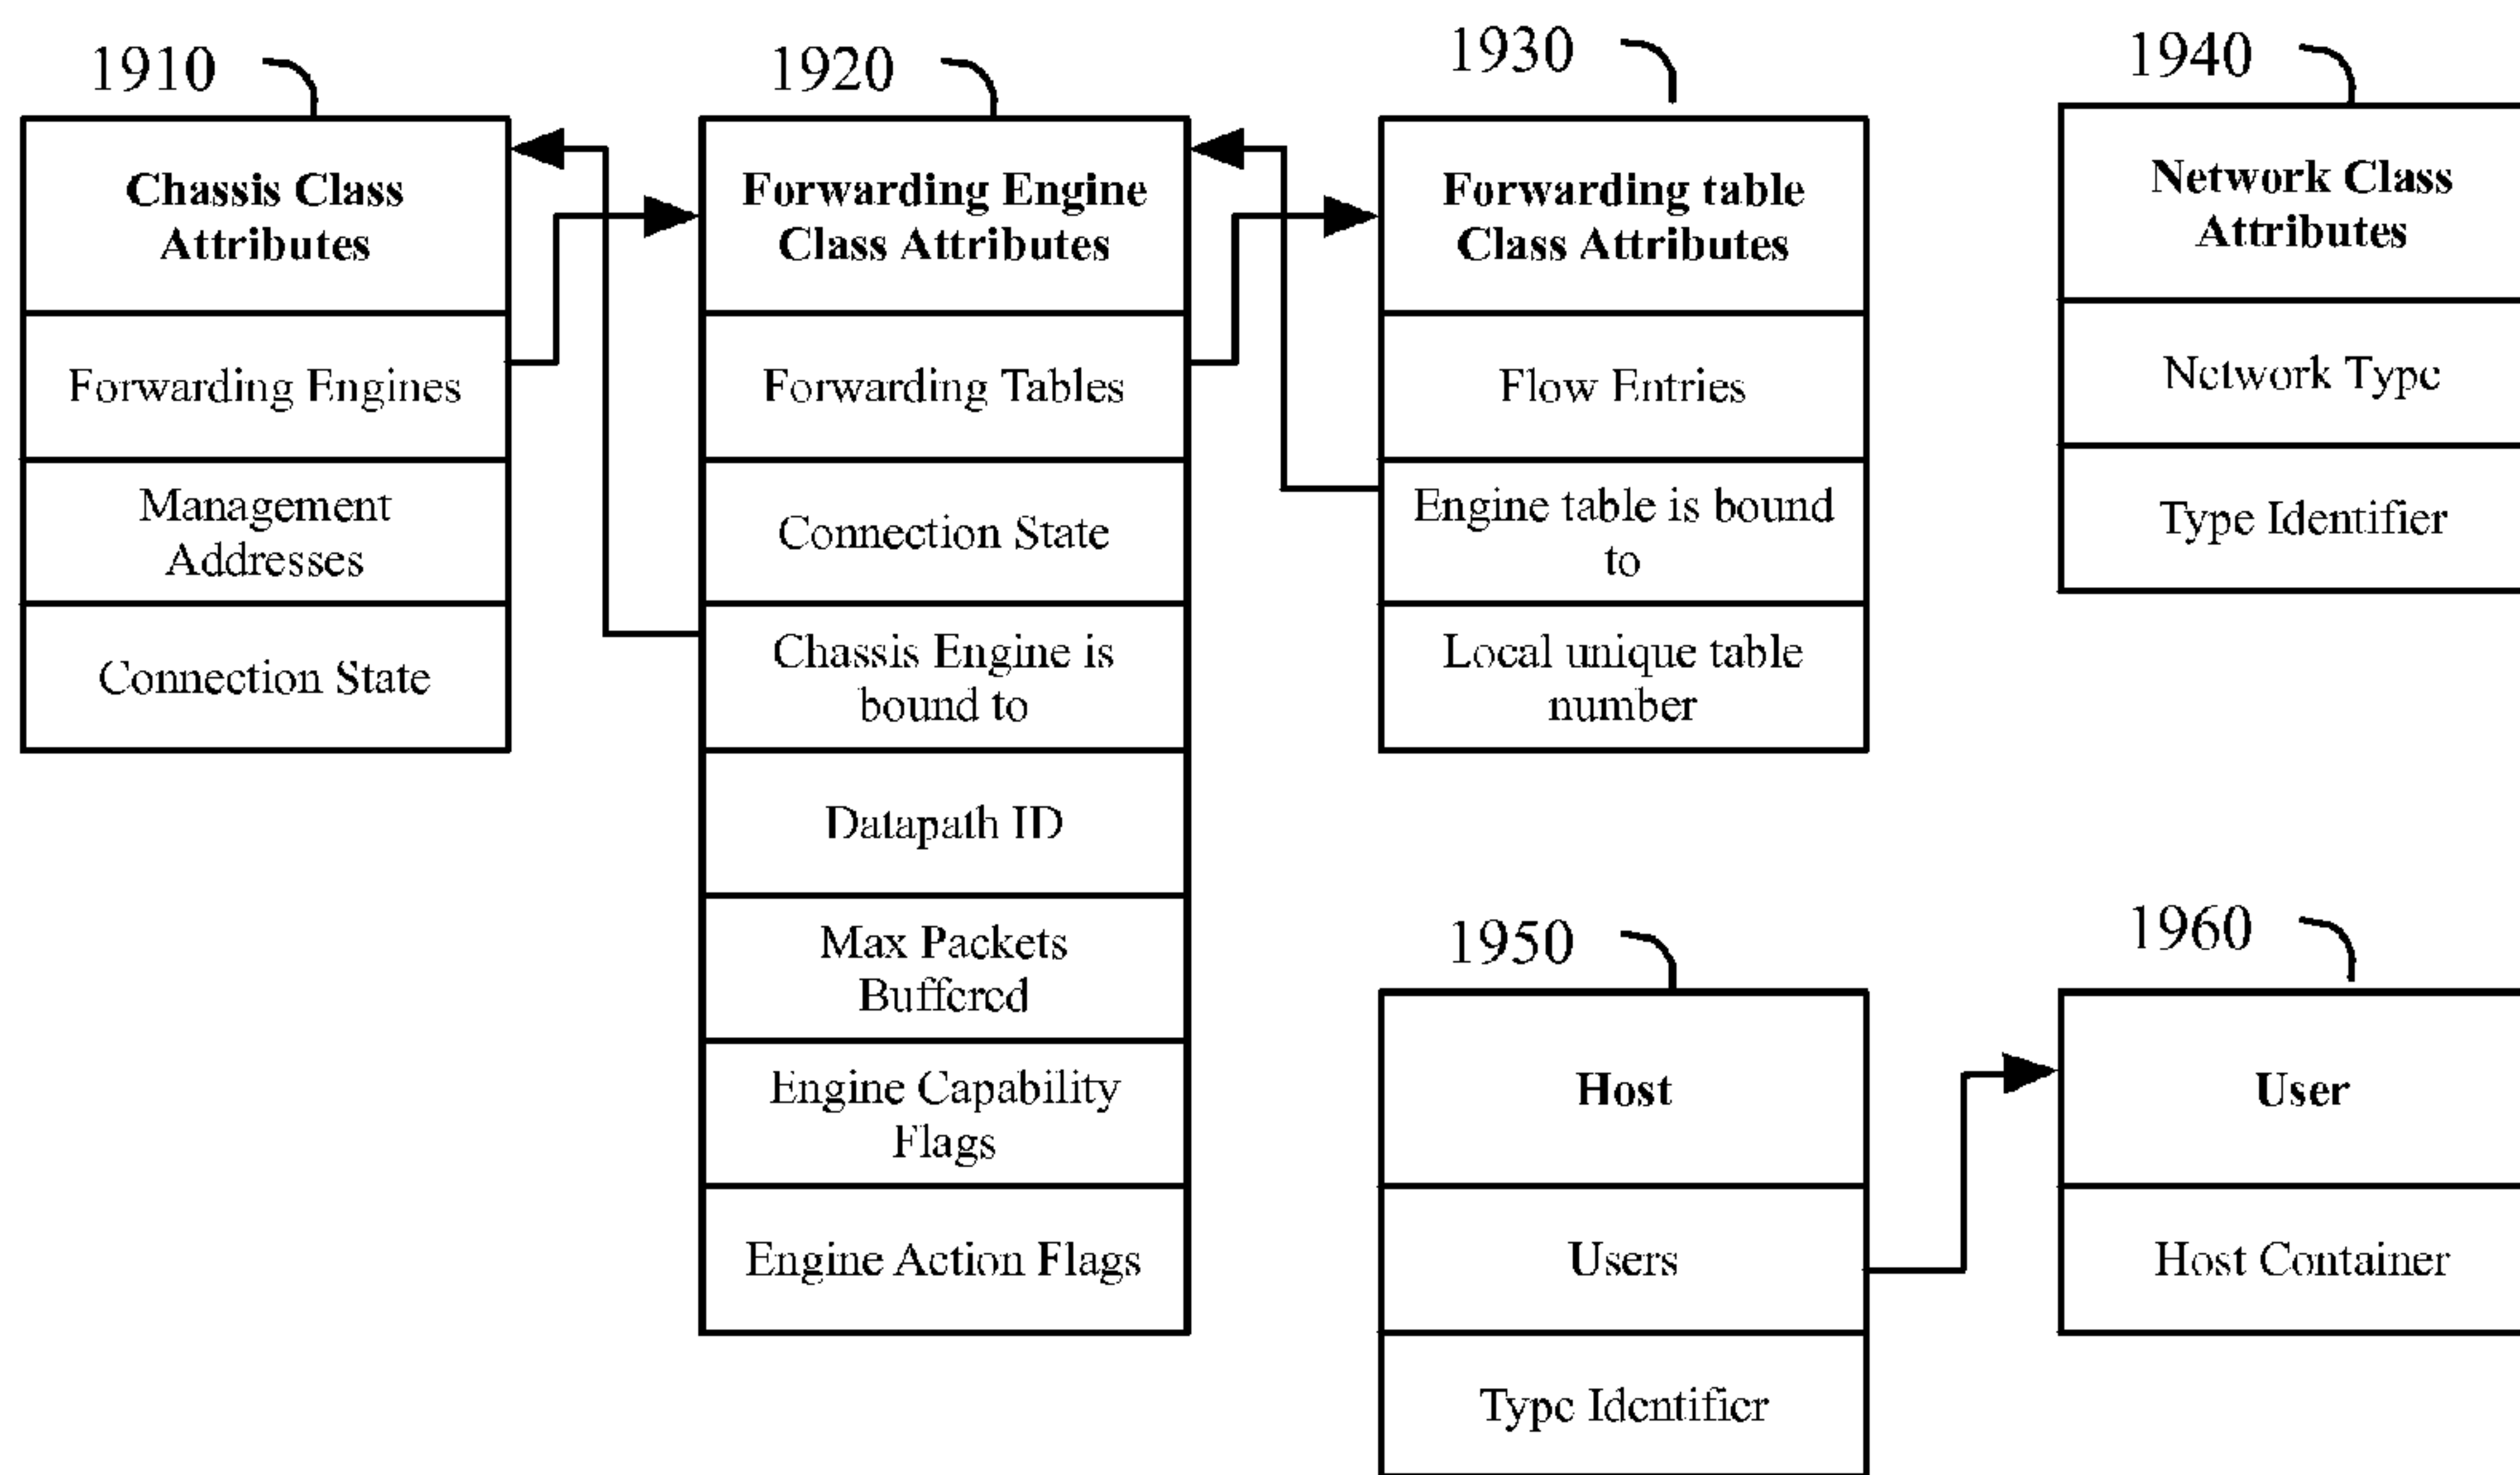 1910
Chassis Class
Attributes
Forwarding Engines
Management
Addresses
Connection State
1920
Forwarding Engine
Class Attributes
Forwarding Tables
Connection State
Chassis Engine is
bound to
Datapath ID
Max Packets
Buffered
Engine Capability
Flags
Engine Action Flags
1930
Forwarding table
Class Attributes
Flow Entries
Engine table is bound
to
Local unique table
number
1940
Network Class
Attributes
Network Type
Type Identifier
1950
Host
Users
Type Identifier
1960
User
Host Container